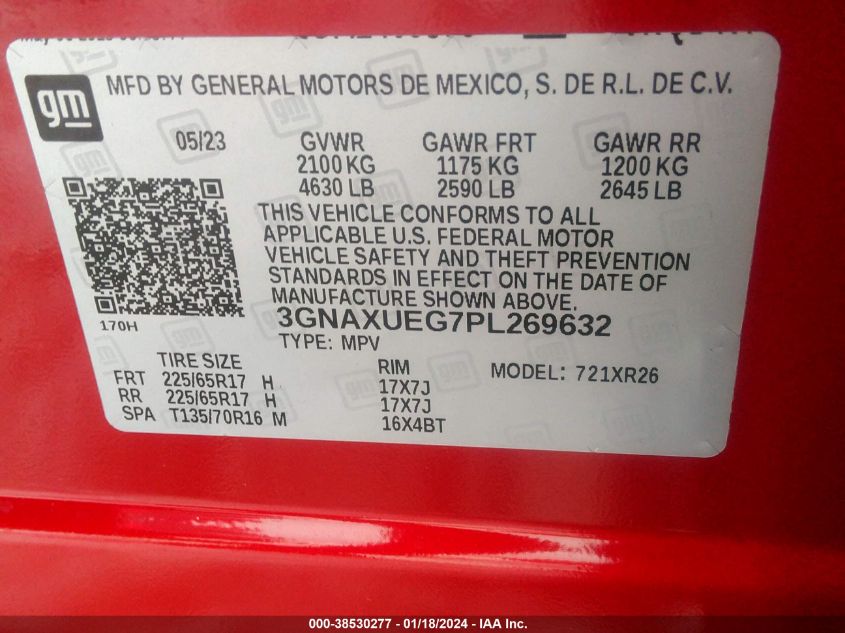 gm
MFD BY GENERAL MOTORS DE MEXICO, S. DE R.L. DE C.V.
05/23 GVWR GAWR FRT GAWR RR
2100 KG 1175 KG 1200 KG
4630 LB 2590 LB 2645 LB
THIS VEHICLE CONFORMS TO ALL
APPLICABLE U.S. FEDERAL MOTOR
VEHICLE SAFETY AND THEFT PREVENTION
STANDARDS IN EFFECT ON THE DATE OF
MANUFACTURE SHOWN ABOVE.
170H
3GNAXUEG7PL269632
TYPE: MPV
TIRE SIZE RIM MODEL: 721XR26
FRT 225/65R17 H 17X7J
RR 225/65R17 H 17X7J
SPA T135/70R16 M 16X4BT
000-38530277 - 01/18/2024 - IAA Inc.